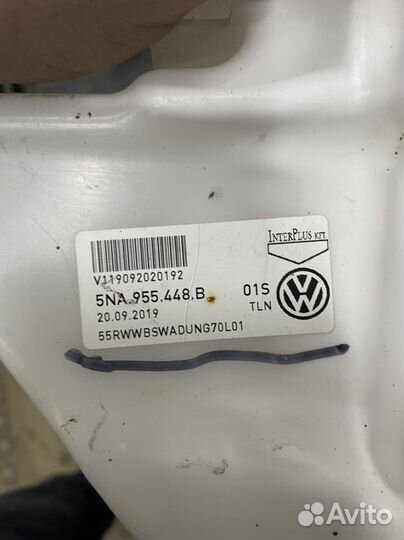 INTERPLUS KFT.
V119092020192
5NA.955.448.B 01S
20.09.2019 TLN
55RWWBSWADUNG70L01
Avito